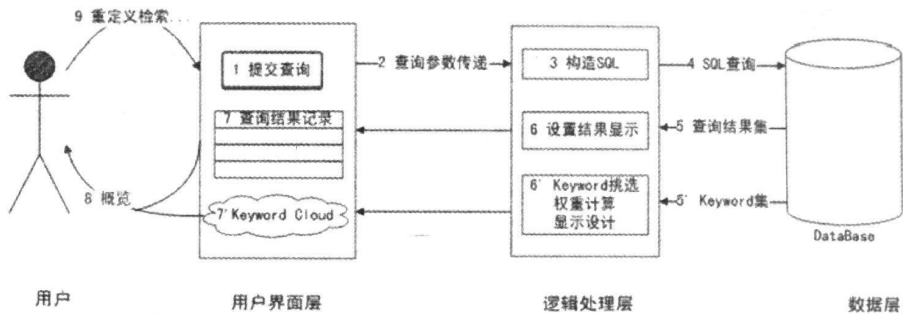 9 重定义检索...
1 提交查询
2 查询参数传递
3 构造SQL
4 SQL查询
7 查询结果记录
6 设置结果显示
5 查询结果集
8 概览
7'Keyword Cloud
6' Keyword挑选
权重计算
显示设计
5' Keyword集
DataBase
用户
用户界面层
逻辑处理层
数据层